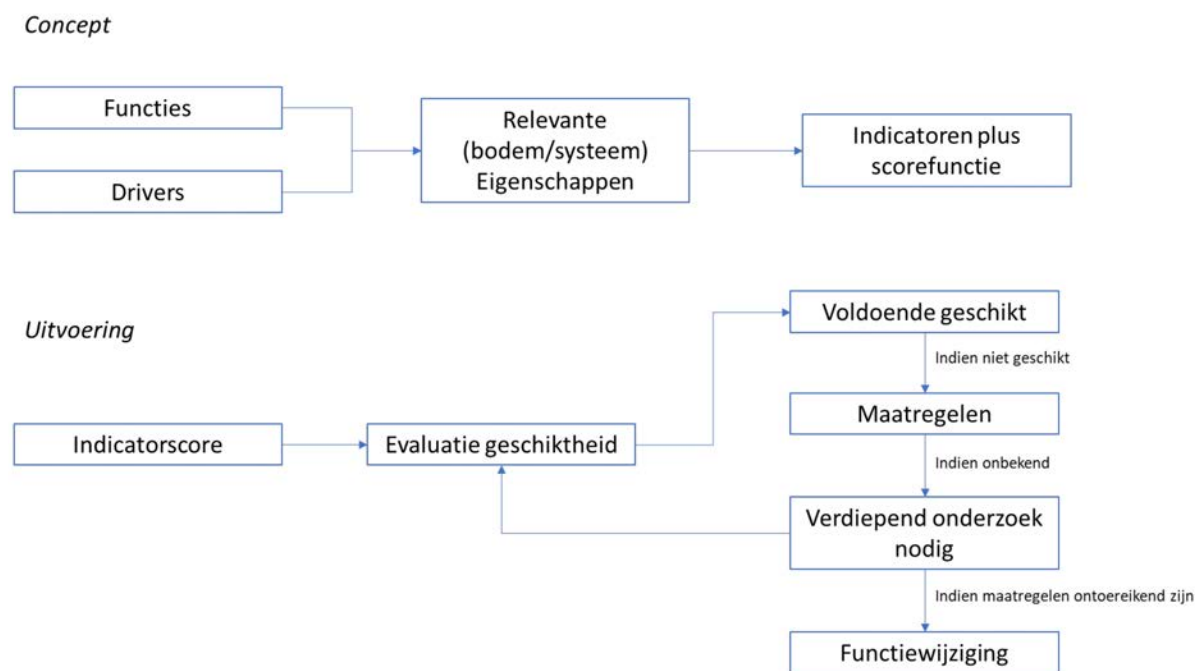 Concept
Functies
Drivers
Relevante
(bodem/systeem)
Eigenschappen
Indicatoren plus
scorefunctie
Uitvoering
Indicatorscore
Evaluatie geschiktheid
Voldoende geschikt
Indien niet geschikt
Maatregelen
Indien onbekend
Verdiepend onderzoek
nodig
Indien maatregelen ontoereikend zijn
Functiewijziging